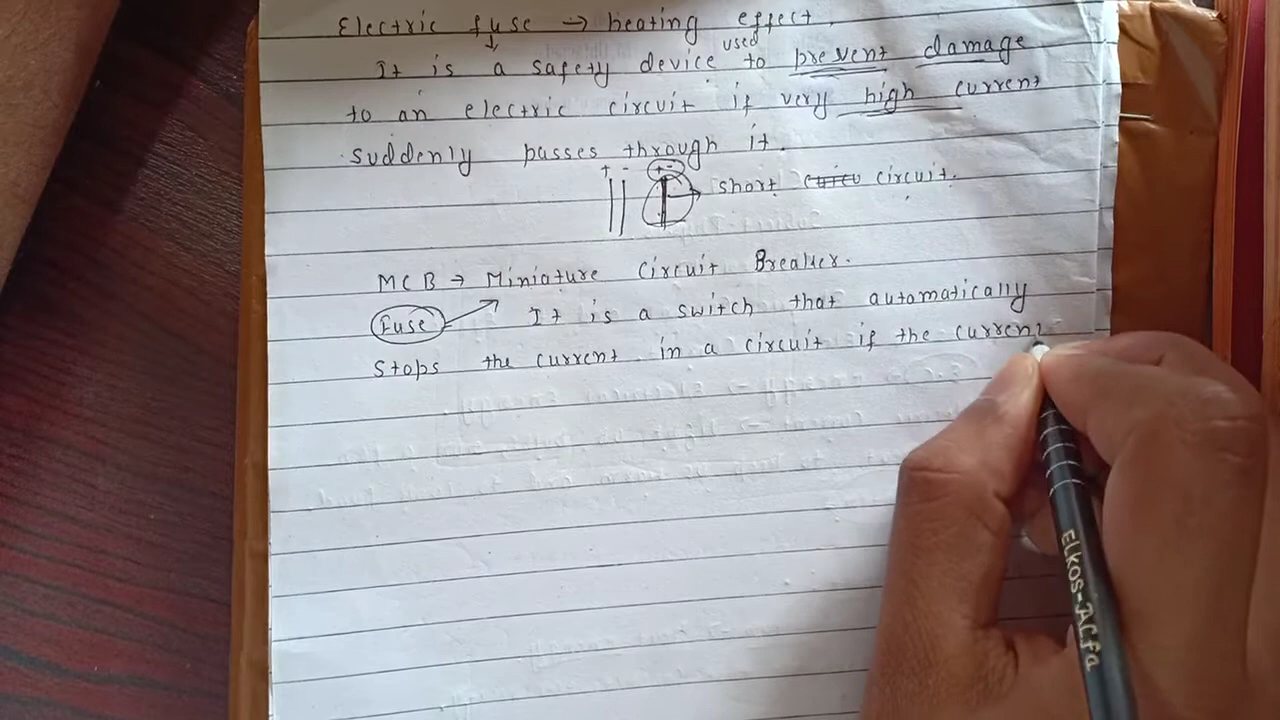 Electric fuse → heating effect.
used
It is a safety device to prevent damage
to an electric circuit if very high current
suddenly passes through it.
+ - + -
short circuit.
MCB → Miniature Circuit Breaker.
Fuse
It is a switch that automatically
stops the current in a circuit if the current
ELKOS-ALfa